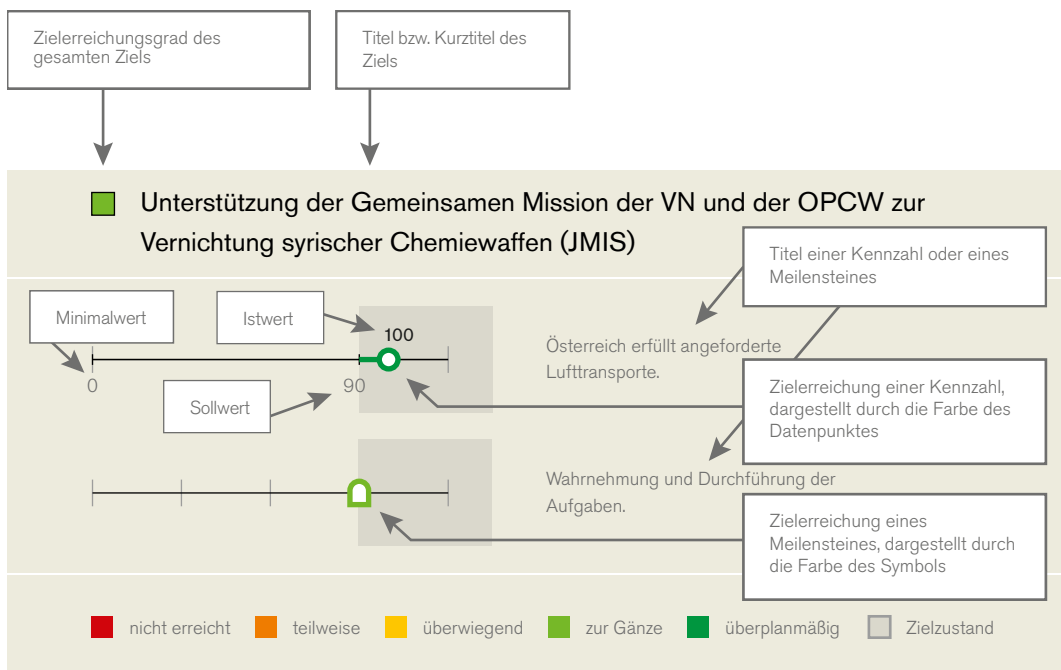 Zielerreichungsgrad des
gesamten Ziels
Titel bzw. Kurztitel des
Ziels
Unterstützung der Gemeinsamen Mission der VN und der OPCW zur
Vernichtung syrischer Chemiewaffen (JMIS)
Titel einer Kennzahl oder eines
Meilensteines
Minimalwert
Istwert
100
0
90
Sollwert
Österreich erfüllt angeforderte
Lufttransporte.
Zielerreichung einer Kennzahl,
dargestellt durch die Farbe des
Datenpunktes
Wahrnehmung und Durchführung der
Aufgaben.
Zielerreichung eines
Meilensteines, dargestellt durch
die Farbe des Symbols
nicht erreicht teilweise überwiegend zur Gänze überplanmäßig Zielzustand